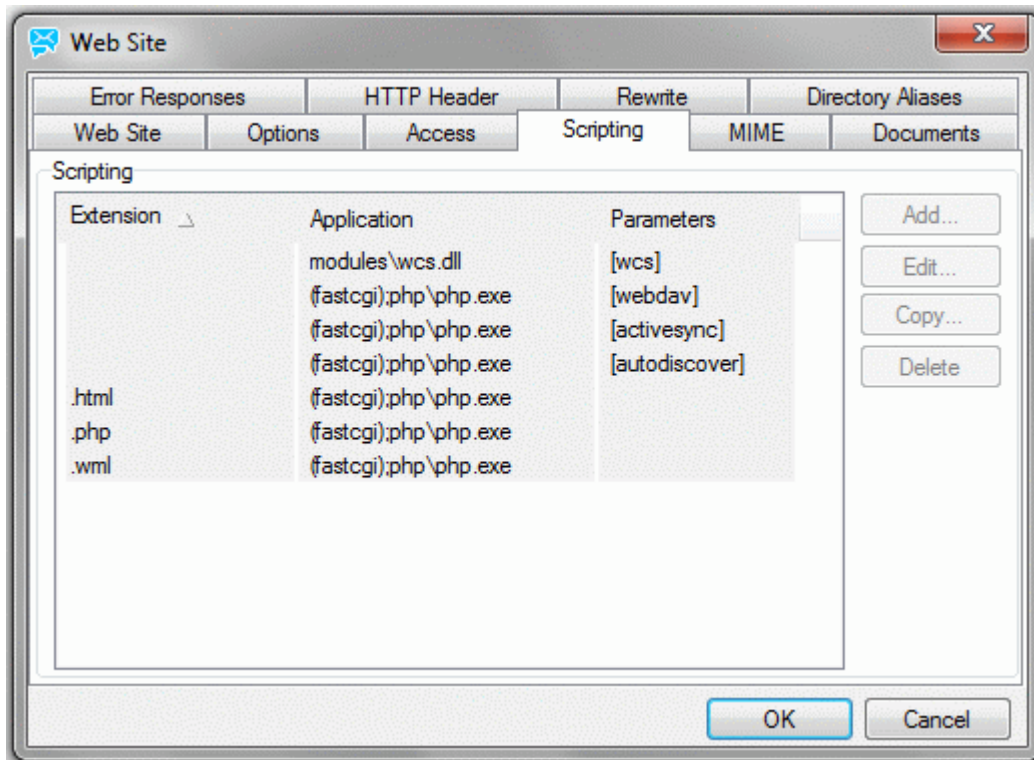 Web Site
Error Responses HTTP Header Rewrite Directory Aliases
Web Site Options Access Scripting MIME Documents
Scripting
Extension Application Parameters
modules\wcs.dll [wcs]
(fastcgi);php\php.exe [webdav]
(fastcgi);php\php.exe [activesync]
(fastcgi);php\php.exe [autodiscover]
.html (fastcgi);php\php.exe
.php (fastcgi);php\php.exe
.wml (fastcgi);php\php.exe
Add...
Edit...
Copy...
Delete
OK Cancel